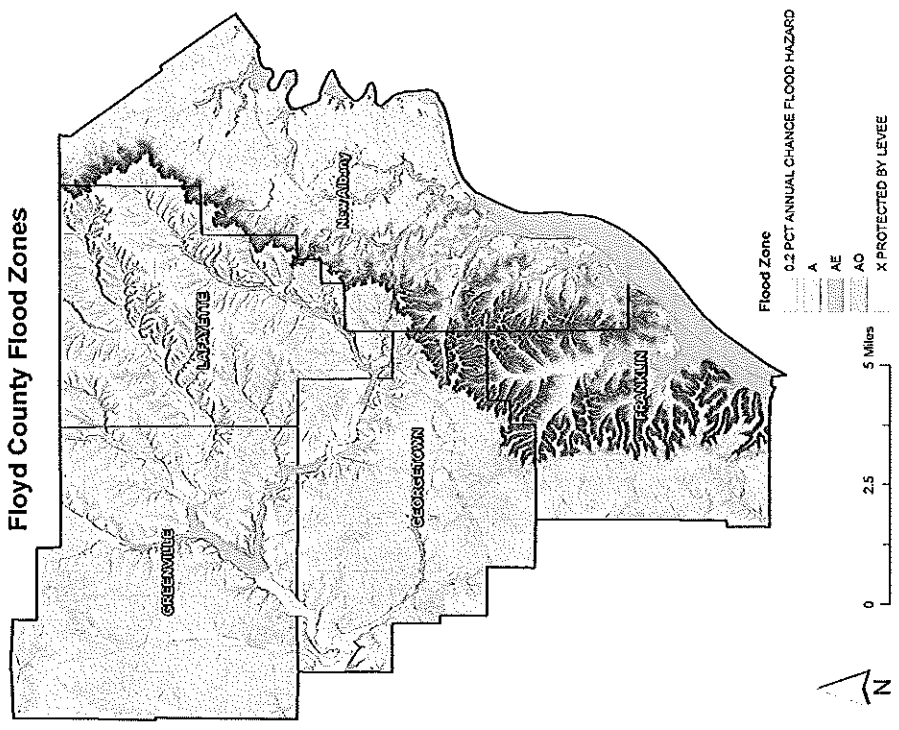 Floyd County Flood Zones
GREENVILLE
LAFAYETTE
New Albany
GEORGETOWN
FRANKLIN
Flood Zone
0.2 PCT ANNUAL CHANCE FLOOD HAZARD
A
AE
AO
X PROTECTED BY LEVEE
0
2.5
5 Miles
N